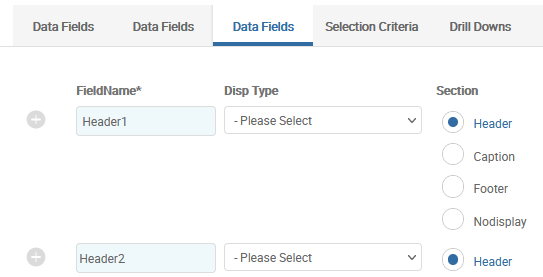 Data Fields Data Fields Data Fields Selection Criteria Drill Downs
FieldName* Disp Type Section
Header1 - Please Select Header
Caption
Footer
Nodisplay
Header2 - Please Select Header